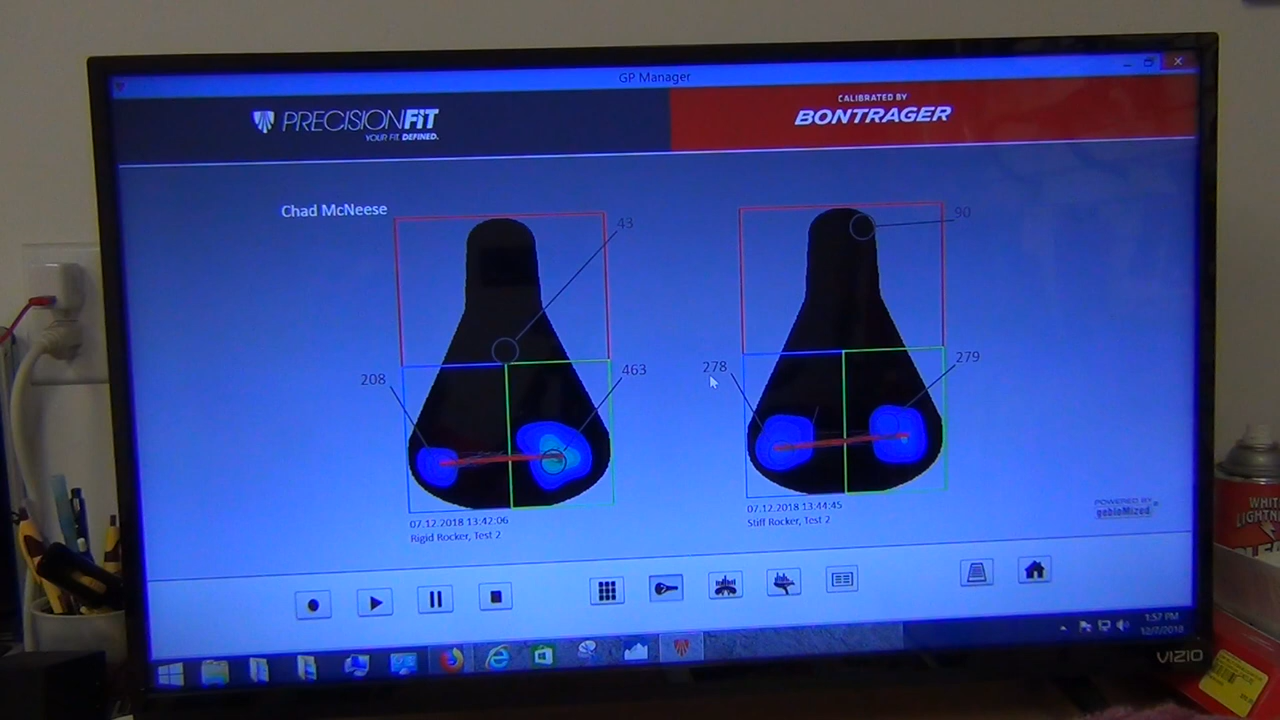 GP Manager
PRECISIONFIT
YOUR FIT. DEFINED.
CALIBRATED BY
BONTRAGER
Chad McNeese
43
90
208
463
278
279
07.12.2018 13:42:06
Rigid Rocker, Test 2
07.12.2018 13:44:45
Stiff Rocker, Test 2
POWERED BY
gebioMized
1:57 PM
12/7/2018
VIZIO
WHIT
LIGHTNI